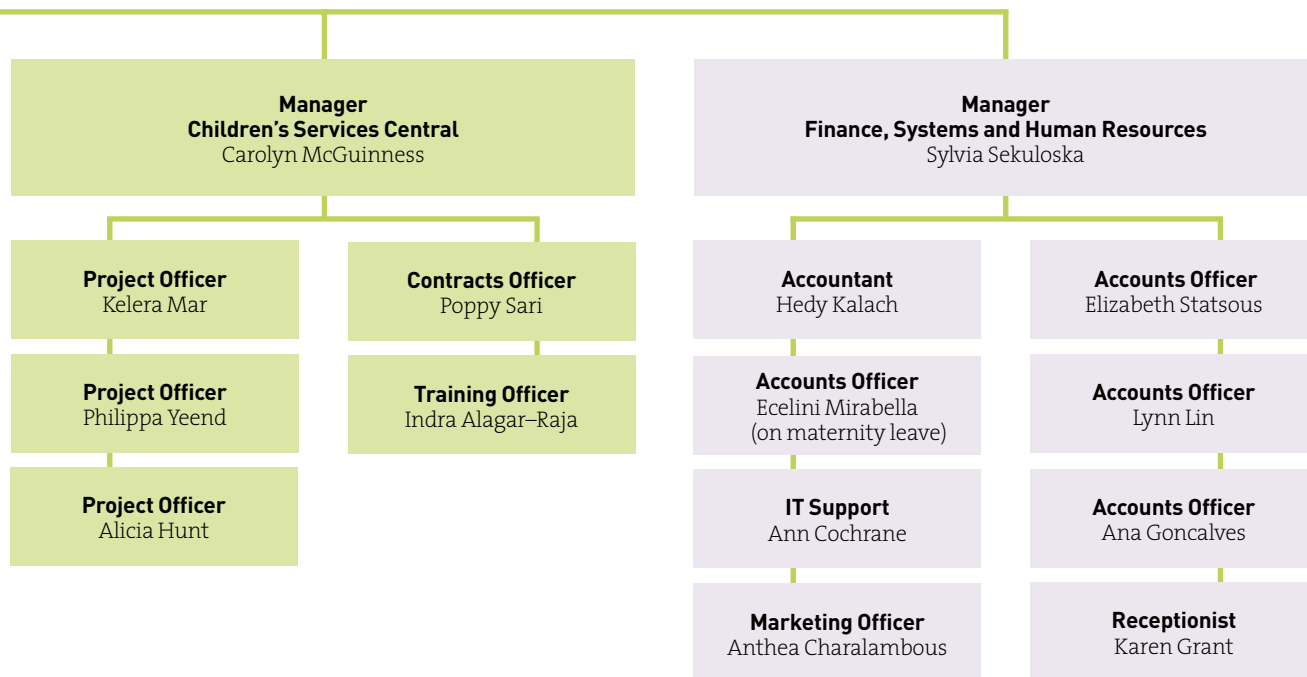 Manager
Children's Services Central
Carolyn McGuinness
Project Officer
Kelera Mar
Project Officer
Philippa Yeend
Project Officer
Alicia Hunt
Contracts Officer
Poppy Sari
Training Officer
Indra Alagar–Raja
Manager
Finance, Systems and Human Resources
Sylvia Sekuloska
Accountant
Hedy Kalach
Accounts Officer
Ecelini Mirabella
(on maternity leave)
IT Support
Ann Cochrane
Marketing Officer
Anthea Charalambous
Accounts Officer
Elizabeth Statsous
Accounts Officer
Lynn Lin
Accounts Officer
Ana Goncalves
Receptionist
Karen Grant